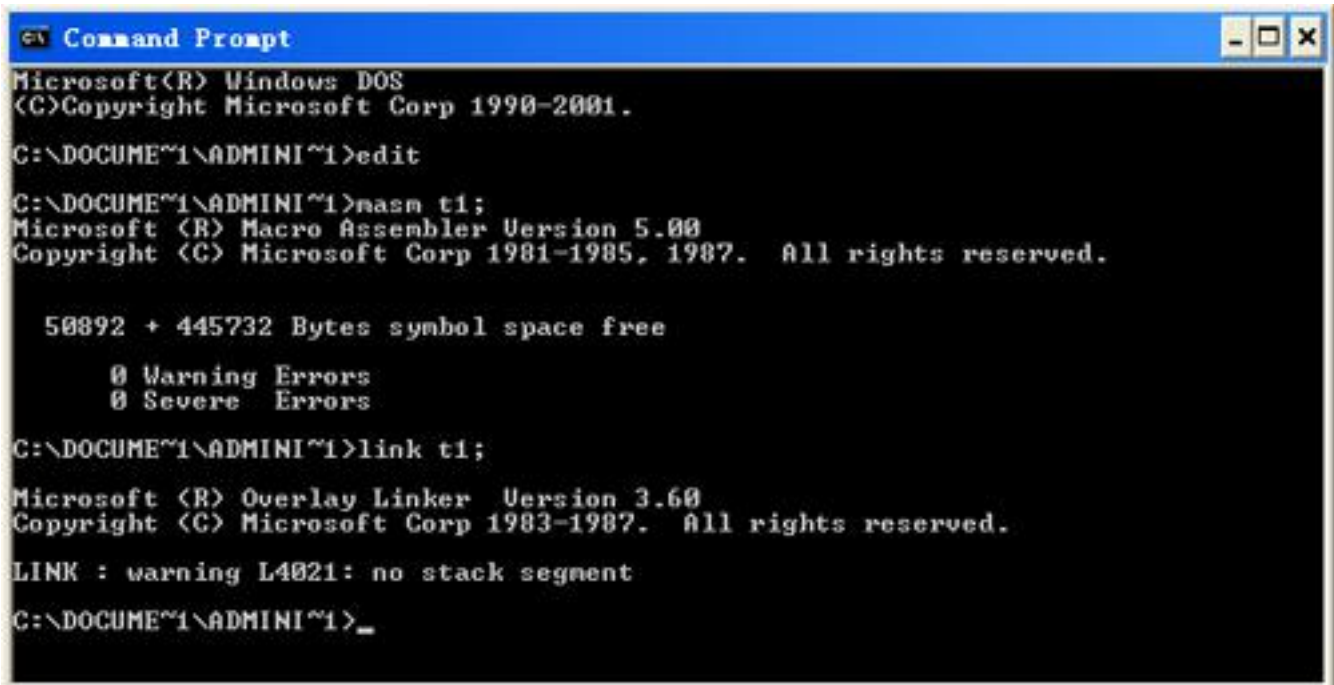 Command Prompt
Microsoft(R) Windows DOS
(C)Copyright Microsoft Corp 1990-2001.
C:\DOCUME~1\ADMINI~1>edit
C:\DOCUME~1\ADMINI~1>masm t1;
Microsoft (R) Macro Assembler Version 5.00
Copyright (C) Microsoft Corp 1981-1985, 1987.  All rights reserved.
50892 + 445732 Bytes symbol space free
0 Warning Errors
0 Severe  Errors
C:\DOCUME~1\ADMINI~1>link t1;
Microsoft (R) Overlay Linker  Version 3.60
Copyright (C) Microsoft Corp 1983-1987.  All rights reserved.
LINK : warning L4021: no stack segment
C:\DOCUME~1\ADMINI~1>_